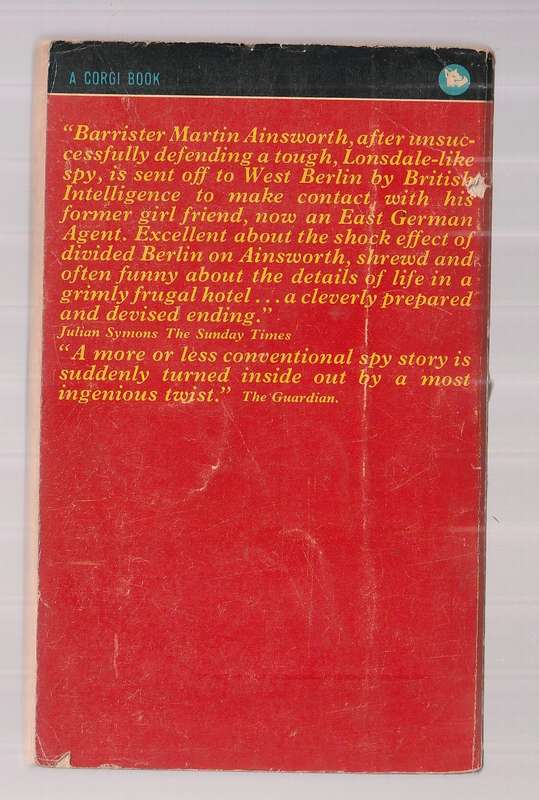 A CORGI BOOK
“Barrister Martin Ainsworth, after unsuc-
cessfully defending a tough, Lonsdale-like
spy, is sent off to West Berlin by British
Intelligence to make contact with his
former girl friend, now an East German
Agent. Excellent about the shock effect of
divided Berlin on Ainsworth, shrewd and
often funny about the details of life in a
grimly frugal hotel ... a cleverly prepared
and devised ending.”
Julian Symons The Sunday Times
“A more or less conventional spy story is
suddenly turned inside out by a most
ingenious twist.” The Guardian.